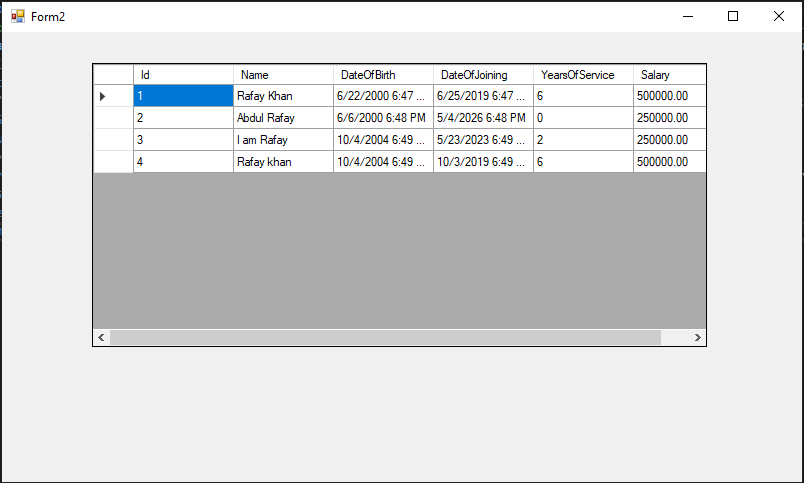 Form2
Id Name DateOfBirth DateOfJoining YearsOfService Salary
1 Rafay Khan 6/22/2000 6:47 ... 6/25/2019 6:47 ... 6 500000.00
2 Abdul Rafay 6/6/2000 6:48 PM 5/4/2026 6:48 PM 0 250000.00
3 I am Rafay 10/4/2004 6:49 ... 5/23/2023 6:49 ... 2 250000.00
4 Rafay khan 10/4/2004 6:49 ... 10/3/2019 6:49 ... 6 500000.00